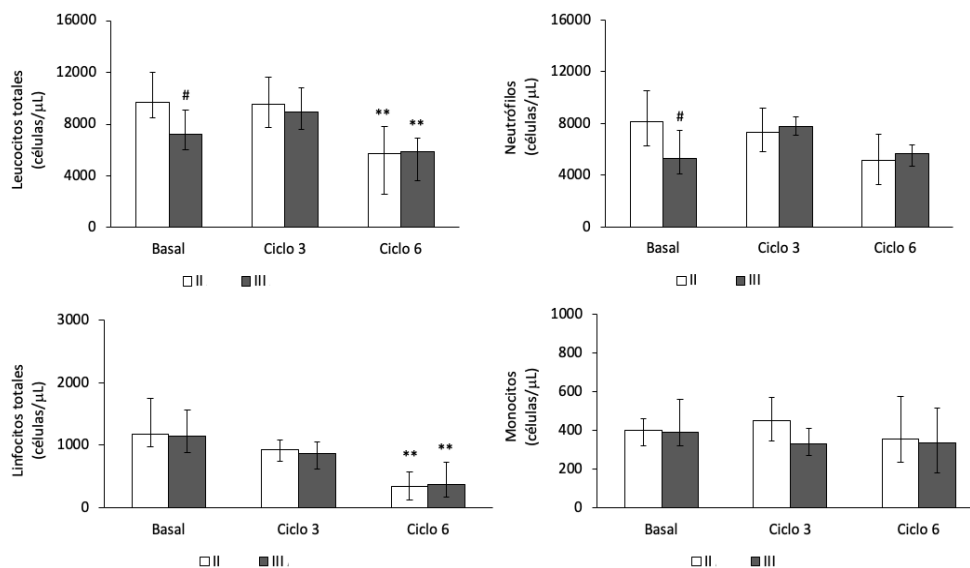 Leucocitos totales
(células/µL)
16000
12000
8000
4000
0
#
**
**
Basal
Ciclo 3
Ciclo 6
II
III
Neutrófilos
(células/µL)
16000
12000
8000
4000
0
#
Basal
Ciclo 3
Ciclo 6
II
III
Linfocitos totales
(células/µL)
3000
2000
1000
0
**
**
Basal
Ciclo 3
Ciclo 6
II
III
Monocitos
(células/µL)
1000
800
600
400
200
0
Basal
Ciclo 3
Ciclo 6
II
III